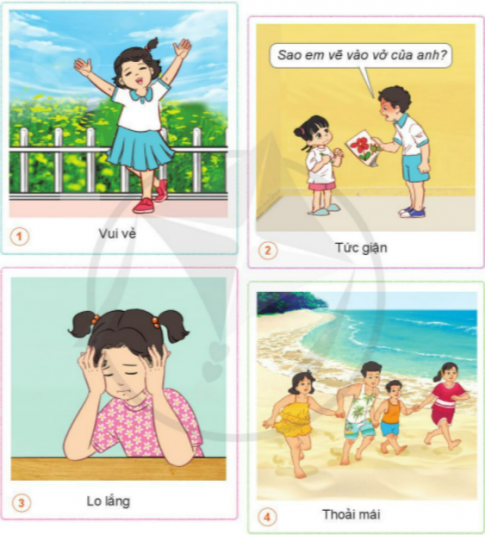 1
Vui vẻ
Sao em vẽ vào vở của anh?
2
Tức giận
3
Lo lắng
4
Thoải mái